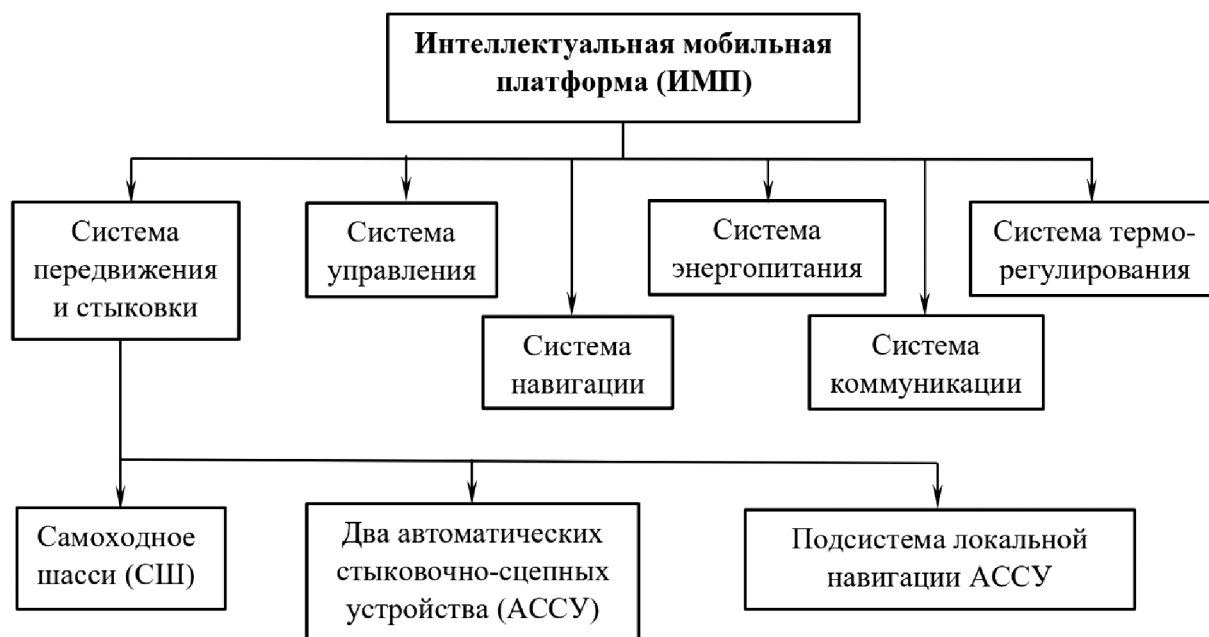 Интеллектуальная мобильная
платформа (ИМП)
Система
передвижения
и стыковки
Система
управления
Система
навигации
Система
энергопитания
Система
коммуникации
Система термо-
регулирования
Самоходное
шасси (СШ)
Два автоматических
стыковочно-сцепных
устройства (АССУ)
Подсистема локальной
навигации АССУ